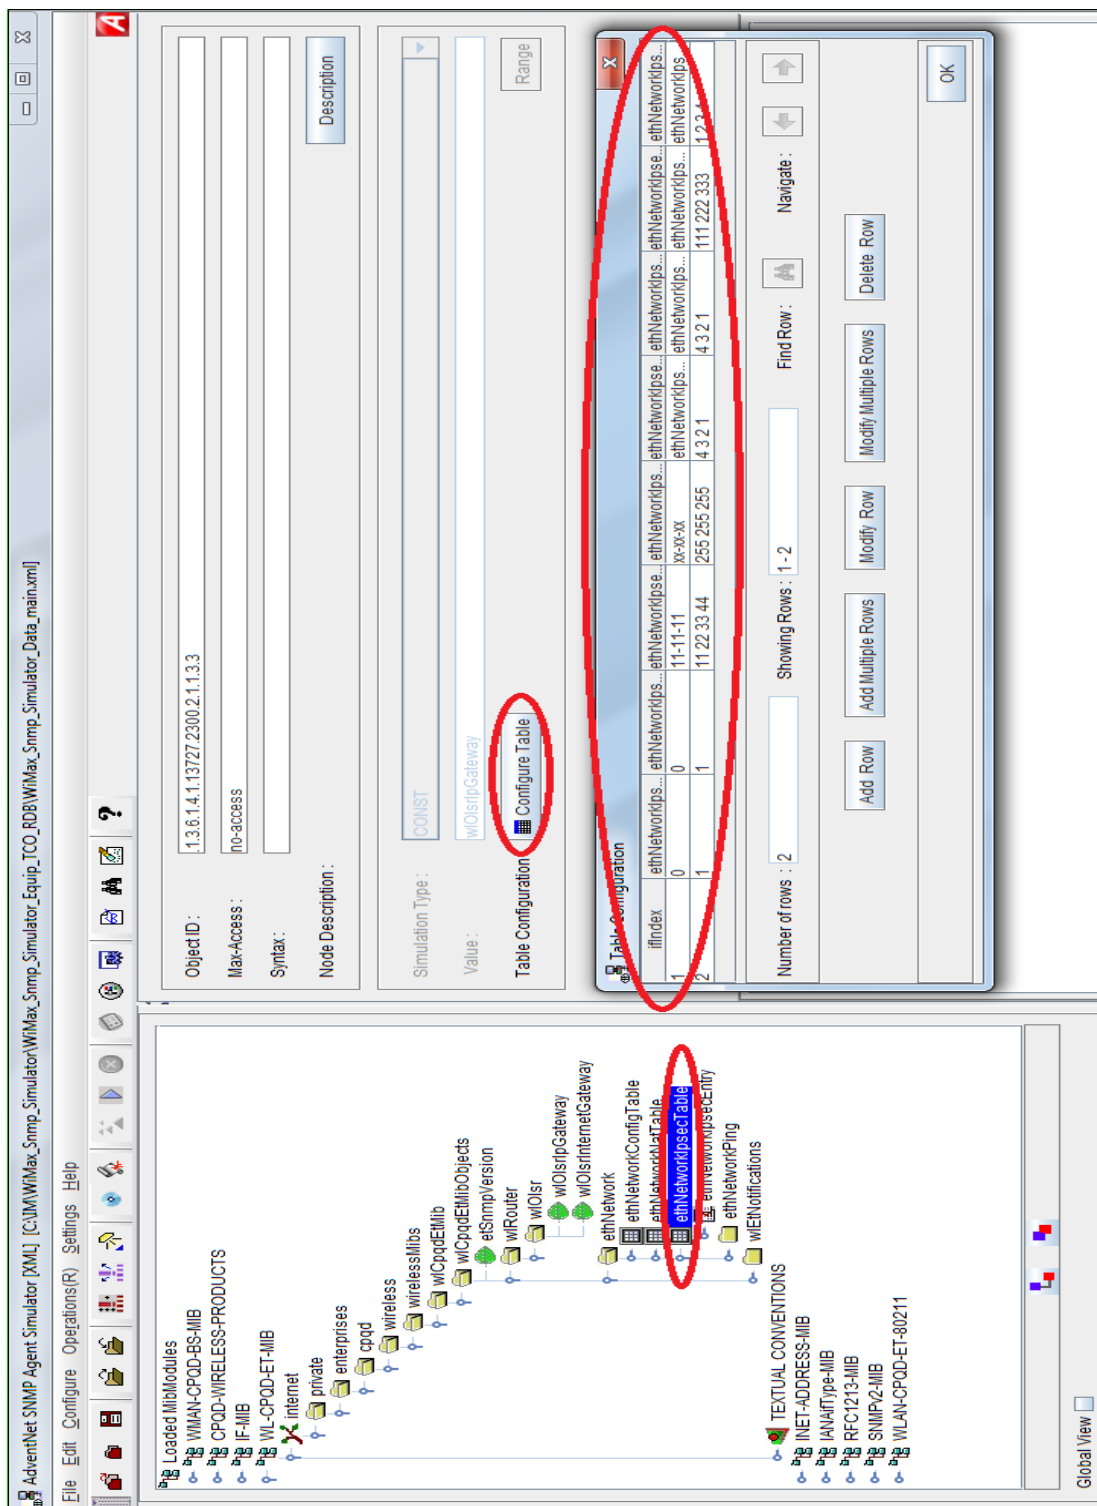 AdventNet SNMP Agent Simulator [XML] [C:\IM\WiMax_Snmp_Simulator\WiMax_Snmp_Simulator_Equip_TCO_RDB\WiMax_Snmp_Simulator_Data_main.xml]
File Edit Configure Operations(R) Settings Help
Loaded MibModules
WMAN-CPQD-BS-MIB
CPQD-WIRELESS-PRODUCTS
IF-MIB
WL-CPQD-ET-MIB
internet
private
enterprises
cpqd
wireless
wirelessMibs
wlCpqdEtMib
wlCpqdEtMibObjects
etSnmpVersion
wlRouter
wlOlsr
wlOlsrIpGateway
wlOlsrInternetGateway
ethNetwork
ethNetworkConfigTable
ethNetworkNatTable
ethNetworkIpsecTable
ethNetworkIpsecEntry
ethNetworkPing
wlEtNotifications
TEXTUAL CONVENTIONS
INET-ADDRESS-MIB
IANAifType-MIB
RFC1213-MIB
SNMPv2-MIB
WLAN-CPQD-ET-80211
Global View
Object ID : .1.3.6.1.4.1.13727.2300.2.1.1.3.3
Max-Access : no-access
Syntax :
Node Description : Description
Simulation Type : CONST
Value : wlOlsrIpGateway Range
Table Configuration Configure Table
Table Configuration
ifIndex ethNetworkIps... ethNetworkIps... ethNetworkIpse... ethNetworkIps... ethNetworkIpse... ethNetworkIps... ethNetworkIpse... ethNetworkIps...
1 0 0 11-11-11 xx-xx-xx ethNetworkIps... ethNetworkIps... ethNetworkIps... ethNetworkIps
2 1 1 11 22 33 44 255 255 255 4 3 2 1 4 3 2 1 111 222 333 1 2 3 4
Number of rows : 2 Showing Rows : 1 - 2 Find Row : Navigate :
Add Row Add Multiple Rows Modify Row Modify Multiple Rows Delete Row
OK